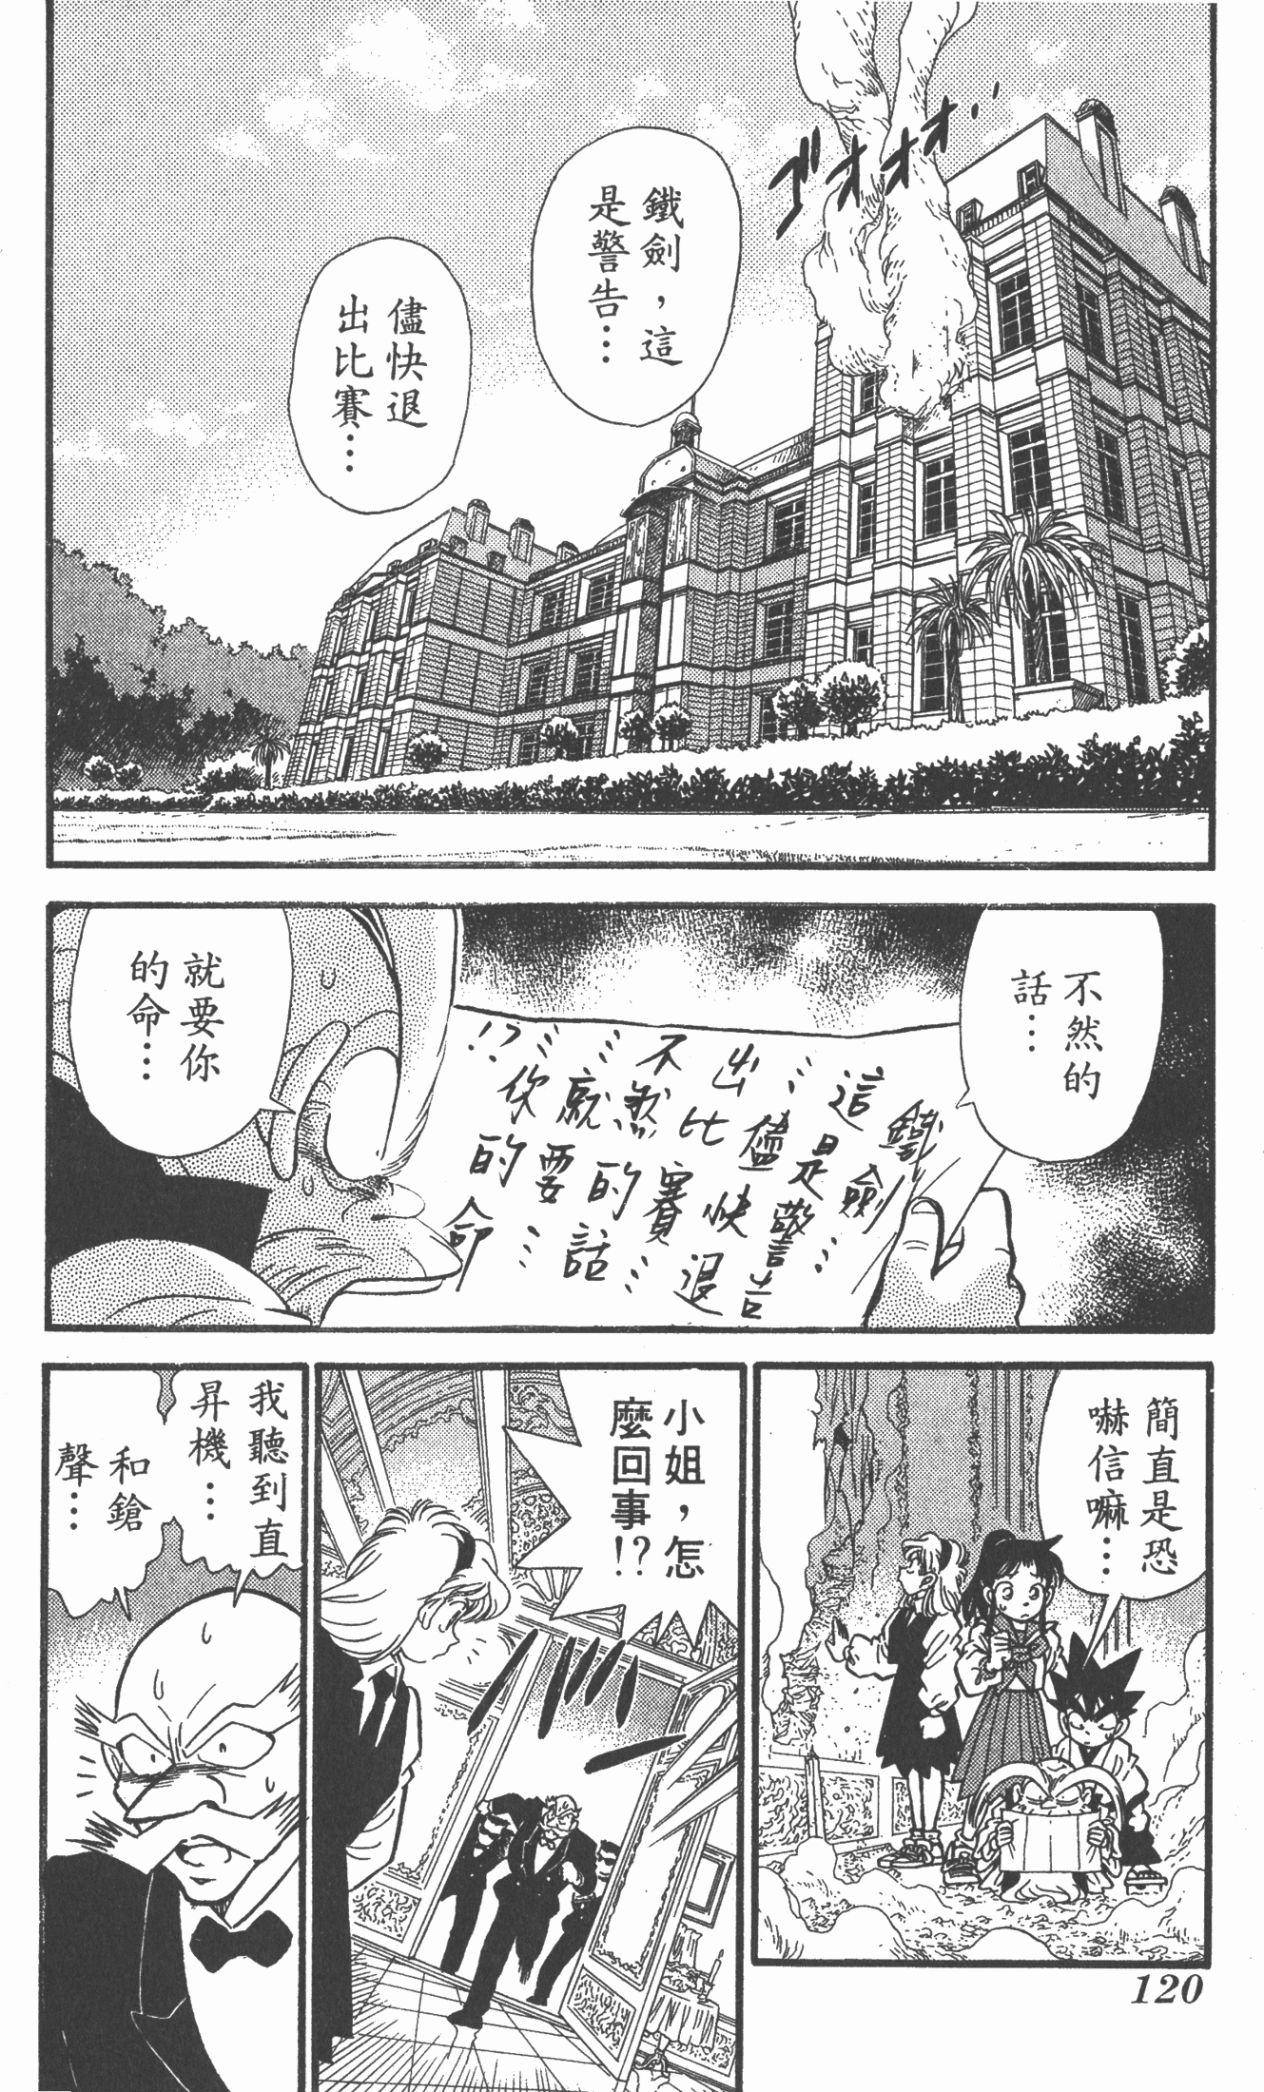 ゴオオオ・・
鐵劍，這
是警告⋯
儘快退
出比賽⋯
不然的
話⋯
鐵劍
這是警告⋯
⋯儘快退
出比賽⋯
不然的話
⋯就要⋯
⋯你的命
!?
就要你
的命⋯
簡直是恐
嚇信嘛⋯
小姐，怎
麼回事!?
我聽到直
昇機⋯
和鎗
聲⋯
120